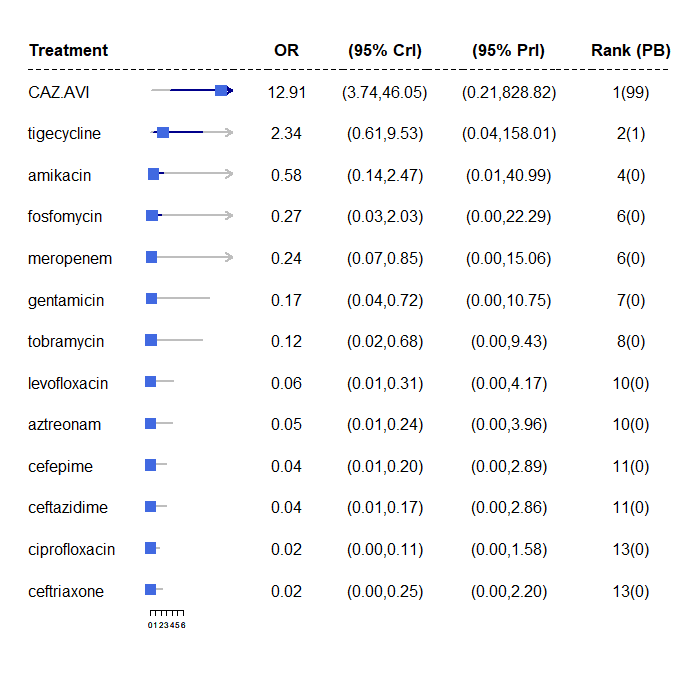 Treatment OR (95% CrI) (95% PrI) Rank (PB)
CAZ.AVI 12.91 (3.74,46.05) (0.21,828.82) 1(99)
tigecycline 2.34 (0.61,9.53) (0.04,158.01) 2(1)
amikacin 0.58 (0.14,2.47) (0.01,40.99) 4(0)
fosfomycin 0.27 (0.03,2.03) (0.00,22.29) 6(0)
meropenem 0.24 (0.07,0.85) (0.00,15.06) 6(0)
gentamicin 0.17 (0.04,0.72) (0.00,10.75) 7(0)
tobramycin 0.12 (0.02,0.68) (0.00,9.43) 8(0)
levofloxacin 0.06 (0.01,0.31) (0.00,4.17) 10(0)
aztreonam 0.05 (0.01,0.24) (0.00,3.96) 10(0)
cefepime 0.04 (0.01,0.20) (0.00,2.89) 11(0)
ceftazidime 0.04 (0.01,0.17) (0.00,2.86) 11(0)
ciprofloxacin 0.02 (0.00,0.11) (0.00,1.58) 13(0)
ceftriaxone 0.02 (0.00,0.25) (0.00,2.20) 13(0)
0 1 2 3 4 5 6